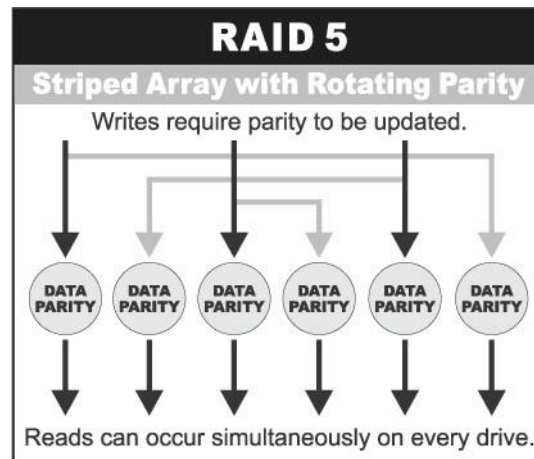 RAID 5
Striped Array with Rotating Parity
Writes require parity to be updated.
DATA DATA DATA DATA DATA DATA
PARITY PARITY PARITY PARITY PARITY PARITY
Reads can occur simultaneously on every drive.